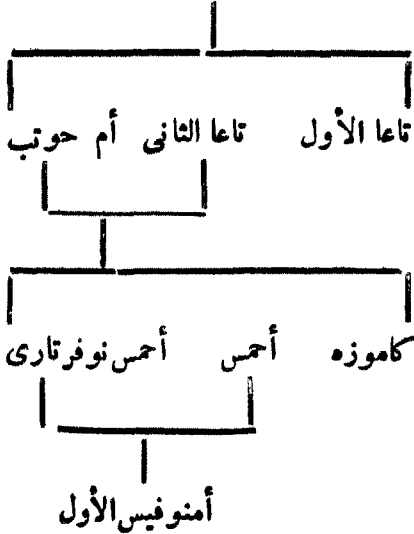 تاعا الأول تاعا الثانى أم حوتب
كاموزه أحمس أحمس نوفرتارى
أمنوفيس الأول